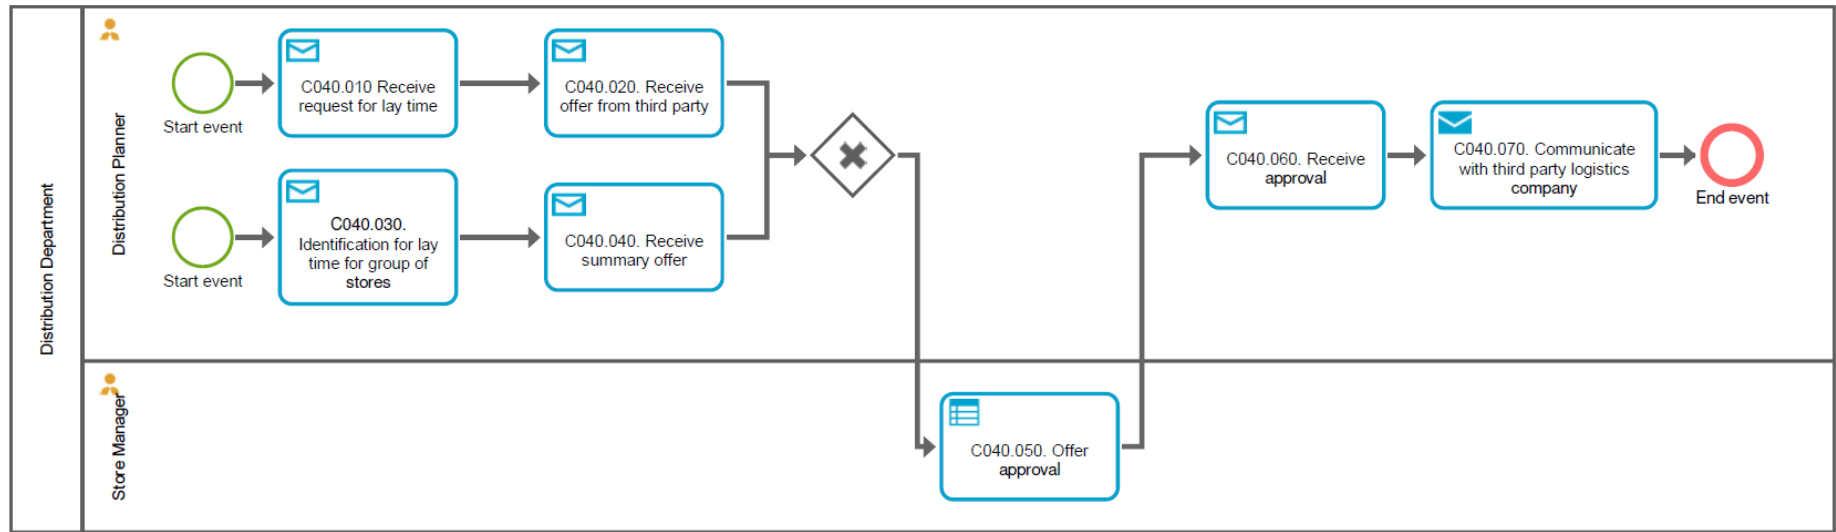 Distribution Department
Distribution Planner
Start event
C040.010 Receive
request for lay time
C040.020. Receive
offer from third party
Start event
C040.030.
Identification for lay
time for group of
stores
C040.040. Receive
summary offer
C040.060. Receive
approval
C040.070. Communicate
with third party logistics
company
End event
Store Manager
C040.050. Offer
approval